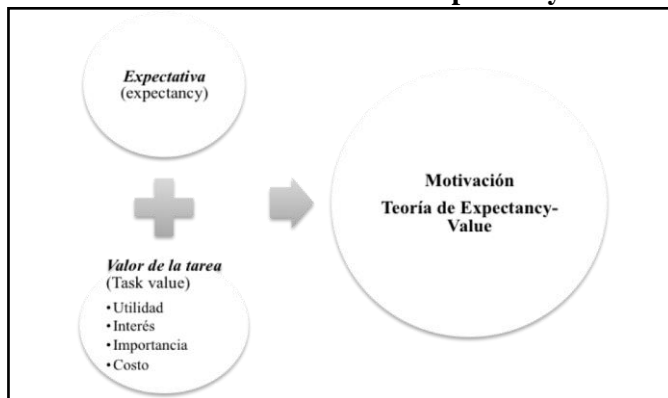 Expectativa
(expectancy)
Valor de la tarea
(Task value)
• Utilidad
• Interés
• Importancia
• Costo
Motivación
Teoría de Expectancy-
Value